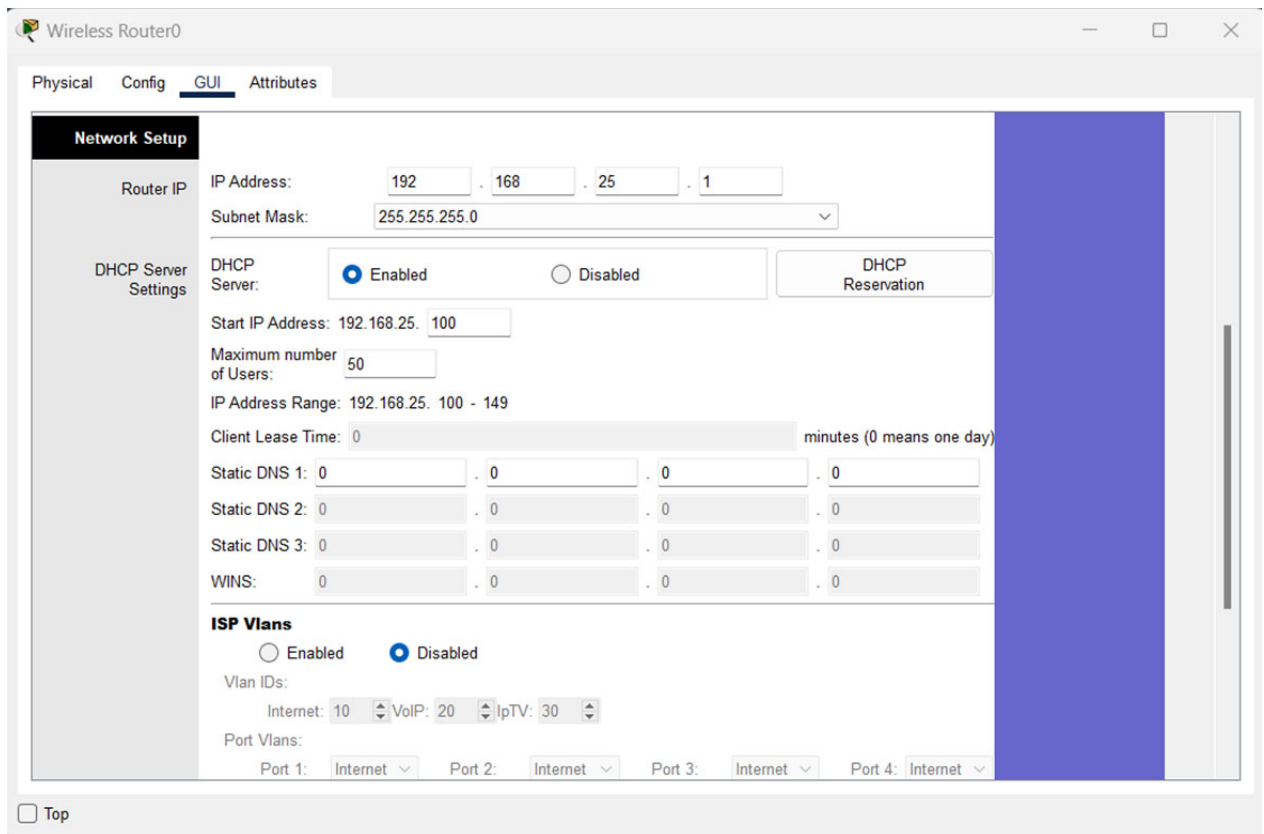 Wireless Router0
Physical Config GUI Attributes
Network Setup
Router IP
IP Address: 192 . 168 . 25 . 1
Subnet Mask: 255.255.255.0
DHCP Server
Settings
DHCP
Server:
Enabled Disabled
DHCP
Reservation
Start IP Address: 192.168.25. 100
Maximum number
of Users:
50
IP Address Range: 192.168.25. 100 - 149
Client Lease Time: 0 minutes (0 means one day)
Static DNS 1: 0 . 0 . 0 . 0
Static DNS 2: 0 . 0 . 0 . 0
Static DNS 3: 0 . 0 . 0 . 0
WINS: 0 . 0 . 0 . 0
ISP Vlans
Enabled Disabled
Vlan IDs:
Internet: 10 VoIP: 20 IpTV: 30
Port Vlans:
Port 1: Internet Port 2: Internet Port 3: Internet Port 4: Internet
Top